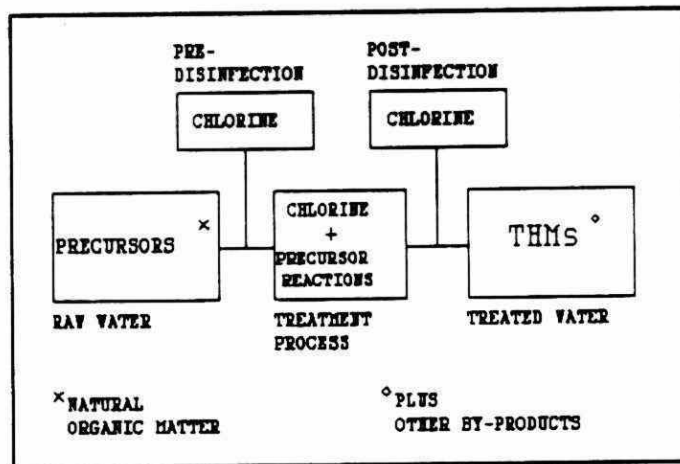 PRE-
DISINFECTION
CHLORINE
POST-
DISINFECTION
CHLORINE
PRECURSORS ×
RAW WATER
CHLORINE
+
PRECURSOR
REACTIONS
TREATMENT
PROCESS
THMs ◇
TREATED WATER
× NATURAL
ORGANIC MATTER
◇ PLUS
OTHER BY-PRODUCTS